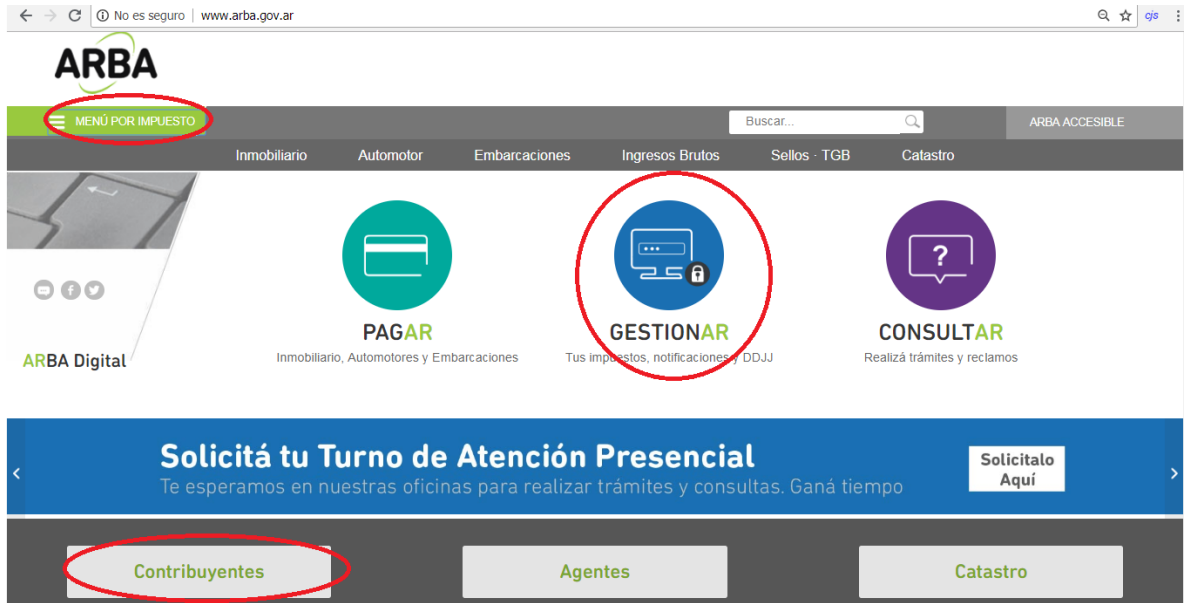 No es seguro | www.arba.gov.ar
cjs
ARBA
MENÚ POR IMPUESTO
Buscar...
ARBA ACCESIBLE
Inmobiliario Automotor Embarcaciones Ingresos Brutos Sellos · TGB Catastro
?
PAGAR
GESTIONAR
CONSULTAR
Inmobiliario, Automotores y Embarcaciones
Tus impuestos, notificaciones y DDJJ
Realizá trámites y reclamos
ARBA Digital
Solicitá tu Turno de Atención Presencial
Te esperamos en nuestras oficinas para realizar trámites y consultas. Ganá tiempo
Solicitalo
Aquí
Contribuyentes
Agentes
Catastro